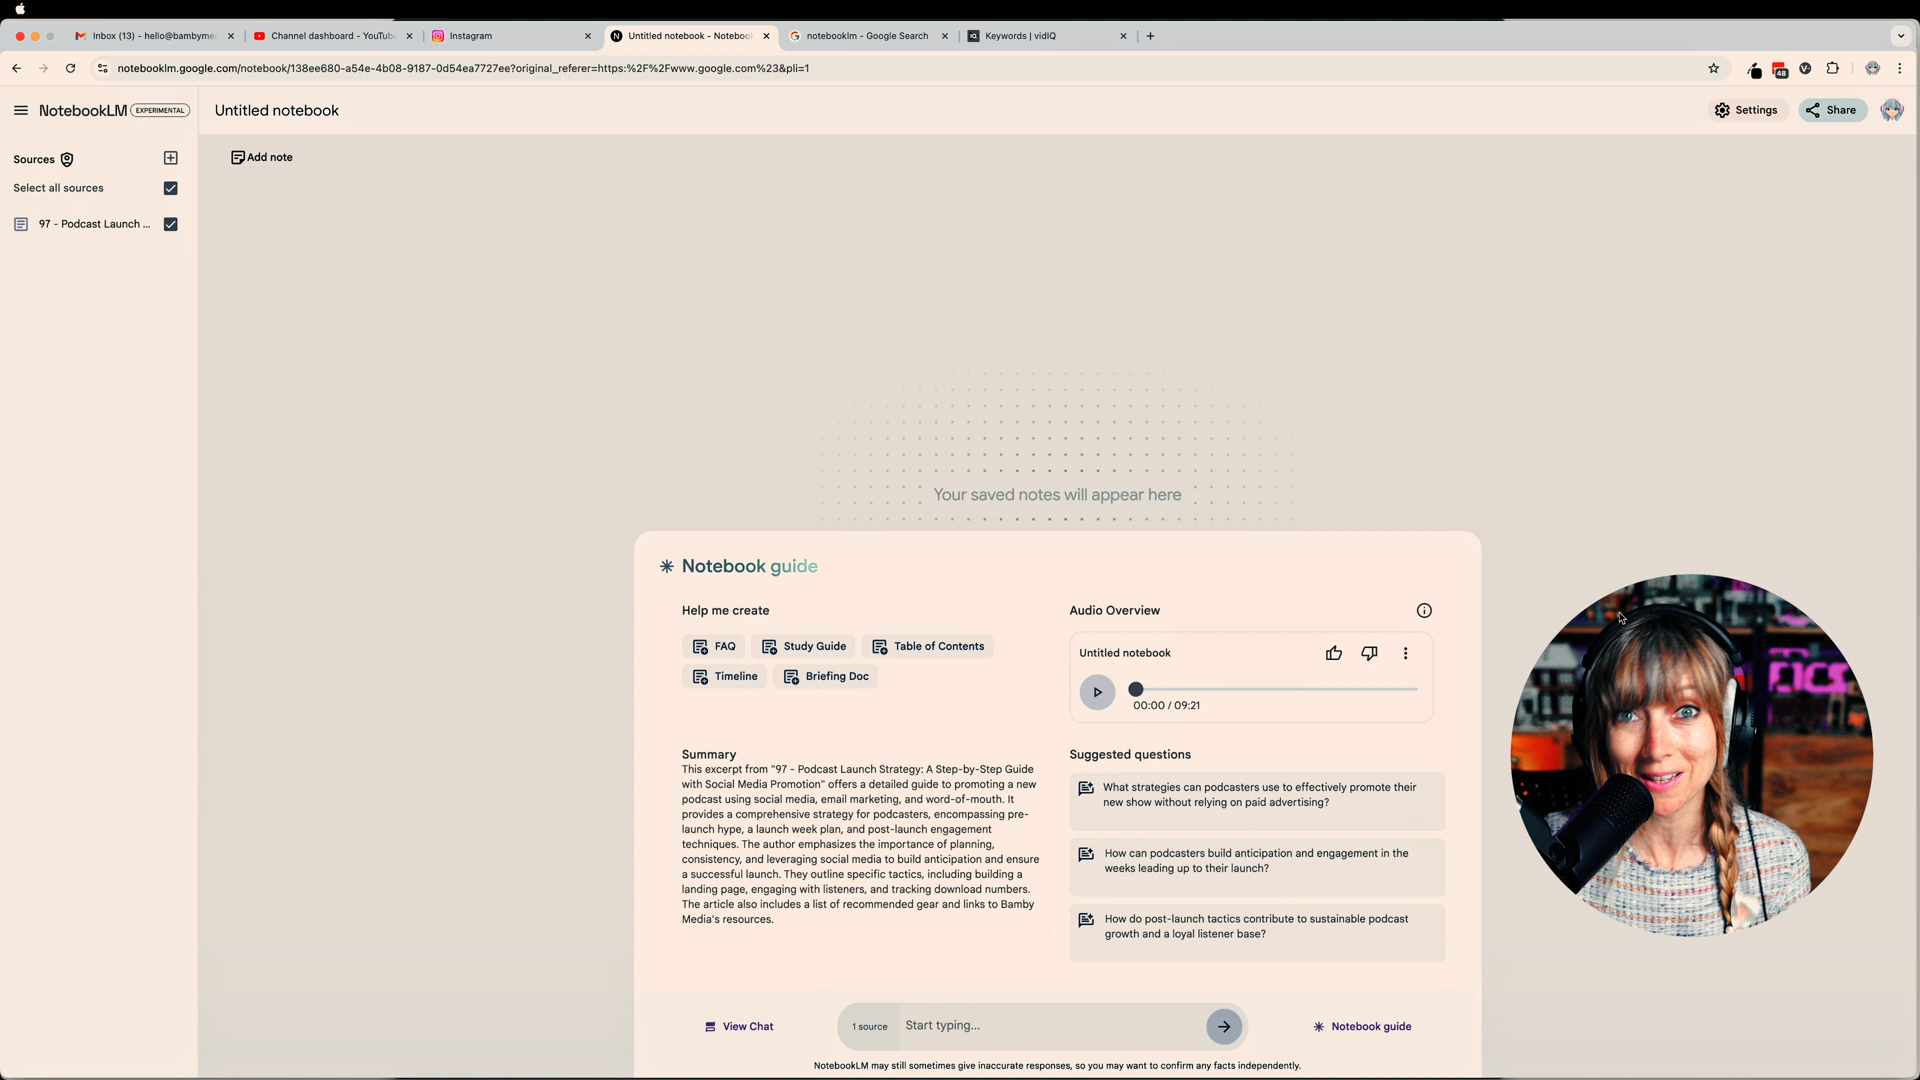 Inbox (13) - hello@bambymec
Channel dashboard - YouTube
Instagram
Untitled notebook - Noteboo
notebooklm - Google Search
Keywords | vidIQ
notebooklm.google.com/notebook/138ee680-a54e-4b08-9187-0d54ea7727ee?original_referer=https:%2F%2Fwww.google.com%23&pli=1
48
NotebookLM EXPERIMENTAL
Untitled notebook
Settings
Share
Sources
Add note
Select all sources
97 - Podcast Launch ...
Your saved notes will appear here
Notebook guide
Help me create
FAQ
Study Guide
Table of Contents
Timeline
Briefing Doc
Audio Overview
Untitled notebook
00:00 / 09:21
Summary
This excerpt from "97 - Podcast Launch Strategy: A Step-by-Step Guide
with Social Media Promotion" offers a detailed guide to promoting a new
podcast using social media, email marketing, and word-of-mouth. It
provides a comprehensive strategy for podcasters, encompassing pre-
launch hype, a launch week plan, and post-launch engagement
techniques. The author emphasizes the importance of planning,
consistency, and leveraging social media to build anticipation and ensure
a successful launch. They outline specific tactics, including building a
landing page, engaging with listeners, and tracking download numbers.
The article also includes a list of recommended gear and links to Bamby
Media's resources.
Suggested questions
What strategies can podcasters use to effectively promote their
new show without relying on paid advertising?
How can podcasters build anticipation and engagement in the
weeks leading up to their launch?
How do post-launch tactics contribute to sustainable podcast
growth and a loyal listener base?
View Chat
1 source
Start typing...
Notebook guide
NotebookLM may still sometimes give inaccurate responses, so you may want to confirm any facts independently.